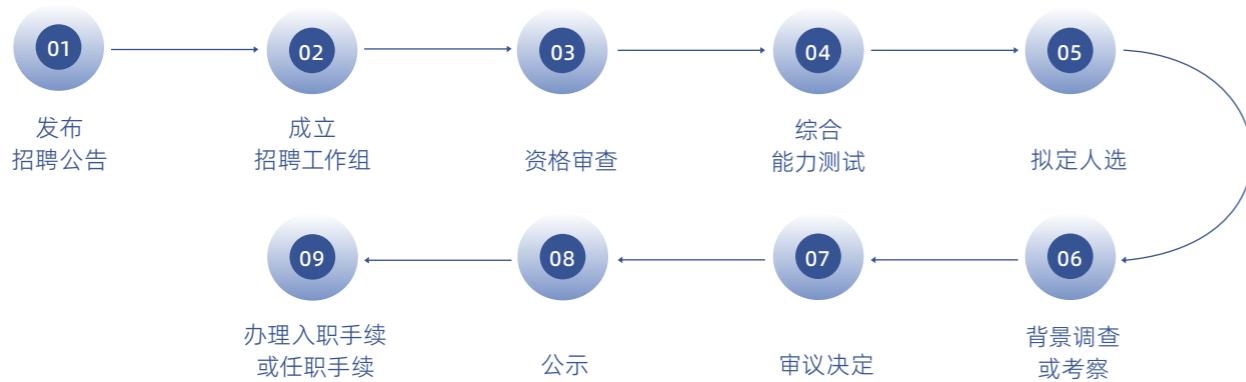 01
发布
招聘公告
02
成立
招聘工作组
03
资格审查
04
综合
能力测试
05
拟定人选
06
背景调查
或考察
07
审议决定
08
公示
09
办理入职手续
或任职手续